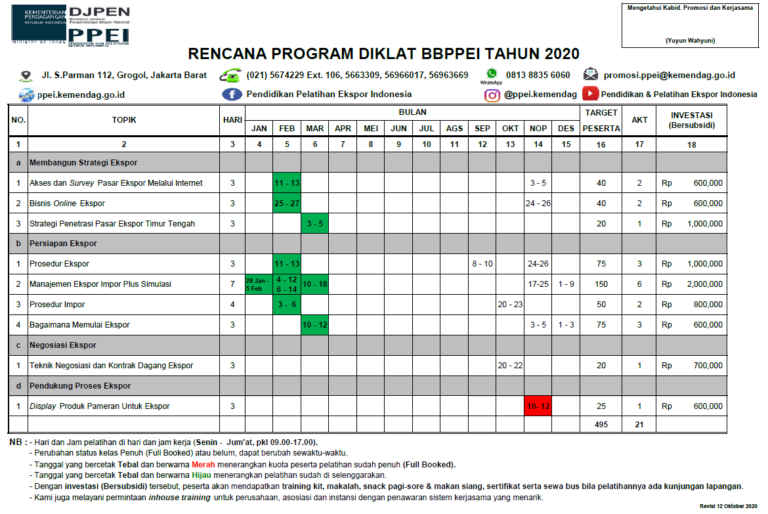 KEMENTERIAN
PERDAGANGAN
REPUBLIK INDONESIA
DJPEN
PPEI
Mengetahui Kabid. Promosi dan Kerjasama
(Yuyun Wahyuni)
RENCANA PROGRAM DIKLAT BBPPEI TAHUN 2020
Jl. S.Parman 112, Grogol, Jakarta Barat (021) 5674229 Ext. 106, 5663309, 56966017, 56963669 WhatsApp 0813 8835 6060 promosi.ppei@kemendag.go.id
ppei.kemendag.go.id Pendidikan Pelatihan Ekspor Indonesia @ppei.kemendag Pendidikan & Pelatihan Ekspor Indonesia
NO. TOPIK HARI BULAN TARGET PESERTA AKT INVESTASI (Bersubsidi)
JAN FEB MAR APR MEI JUN JUL AGS SEP OKT NOP DES
1 2 3 4 5 6 7 8 9 10 11 12 13 14 15 16 17 18
a Membangun Strategi Ekspor
1 Akses dan Survey Pasar Ekspor Melalui Internet 3 11 - 13 3 - 5 40 2 Rp 600,000
2 Bisnis Online Ekspor 3 25 - 27 24 - 26 40 2 Rp 600,000
3 Strategi Penetrasi Pasar Ekspor Timur Tengah 3 3 - 5 20 1 Rp 1,000,000
b Persiapan Ekspor
1 Prosedur Ekspor 3 11 - 13 8 - 10 24-26 75 3 Rp 1,000,000
2 Manajemen Ekspor Impor Plus Simulasi 7 28 Jan - 5 Feb 4 - 12 6 - 14 10 - 18 17-25 1 - 9 150 6 Rp 2,000,000
3 Prosedur Impor 4 3 - 6 20 - 23 50 2 Rp 800,000
4 Bagaimana Memulai Ekspor 3 10 - 12 3 - 5 1 - 3 75 3 Rp 600,000
c Negosiasi Ekspor
1 Teknik Negosiasi dan Kontrak Dagang Ekspor 3 20 - 22 20 1 Rp 700,000
d Pendukung Proses Ekspor
1 Display Produk Pameran Untuk Ekspor 3 10- 12 25 1 Rp 600,000
495 21
NB : - Hari dan Jam pelatihan di hari dan jam kerja (Senin - Jum'at, pkl 09.00-17.00).
- Perubahan status kelas Penuh (Full Booked) atau belum, dapat berubah sewaktu-waktu.
- Tanggal yang bercetak Tebal dan berwarna Merah menerangkan kuota peserta pelatihan sudah penuh (Full Booked).
- Tanggal yang bercetak Tebal dan berwarna Hijau menerangkan pelatihan sudah di selenggarakan.
- Dengan investasi (Bersubsidi) tersebut, peserta akan mendapatkan training kit, makalah, snack pagi-sore & makan siang, sertifikat serta sewa bus bila pelatihannya ada kunjungan lapangan.
- Kami juga melayani permintaan inhouse training untuk perusahaan, asosiasi dan instansi dengan penawaran sistem kerjasama yang menarik.
Revisi 12 Oktober 2020